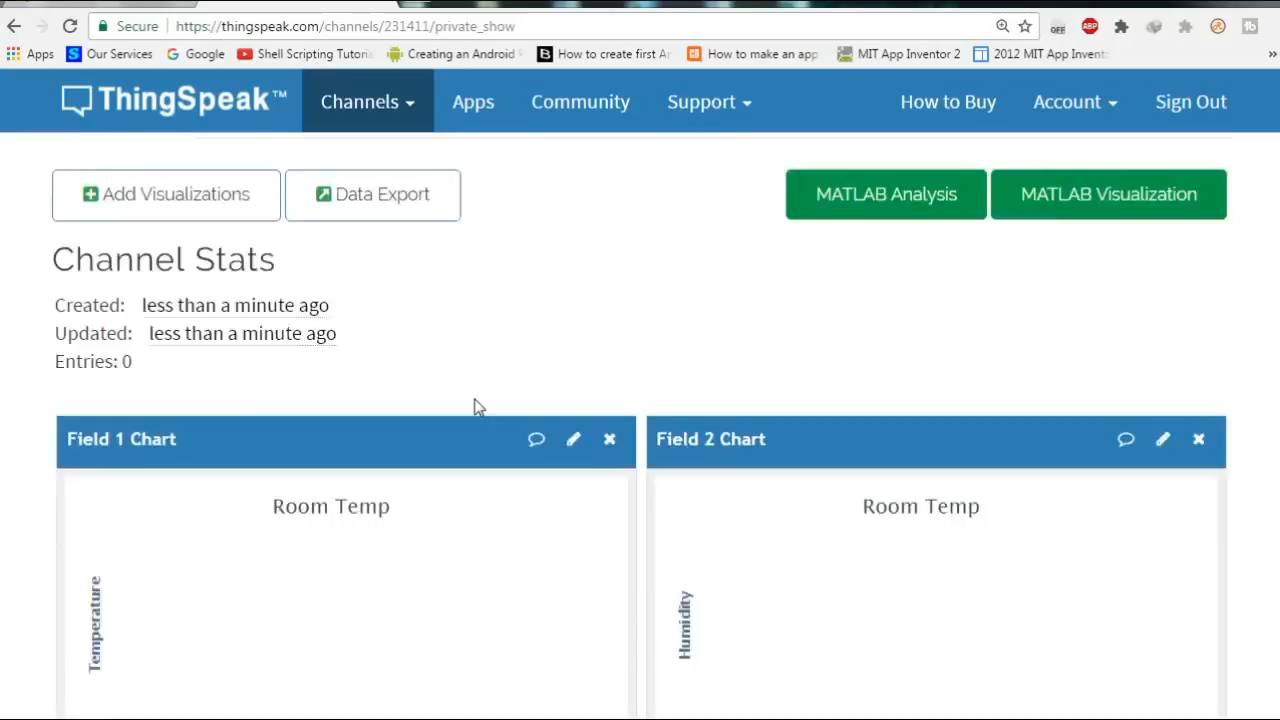 Secure https://thingspeak.com/channels/231411/private_show
OFF ABP
Apps Our Services Google Shell Scripting Tutoria Creating an Android How to create first A How to make an app MIT App Inventor 2 2012 MIT App Invent »
ThingSpeak™ Channels Apps Community Support How to Buy Account Sign Out
Add Visualizations Data Export MATLAB Analysis MATLAB Visualization
Channel Stats
Created: less than a minute ago
Updated: less than a minute ago
Entries: 0
Field 1 Chart Field 2 Chart
Room Temp Room Temp
Temperature Humidity